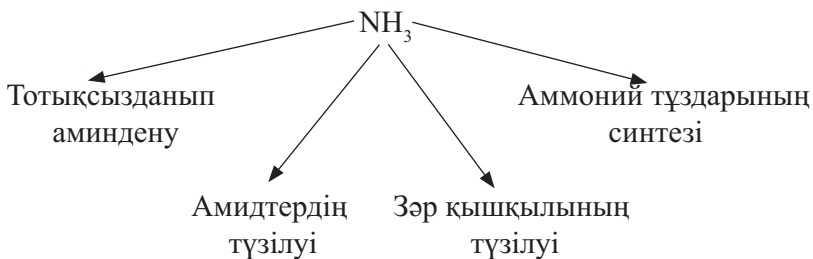 NH₃
Тотықсызданып
аминдену
Аммоний тұздарының
синтезі
Амидтердің
түзілуі
Зәр қышқылының
түзілуі